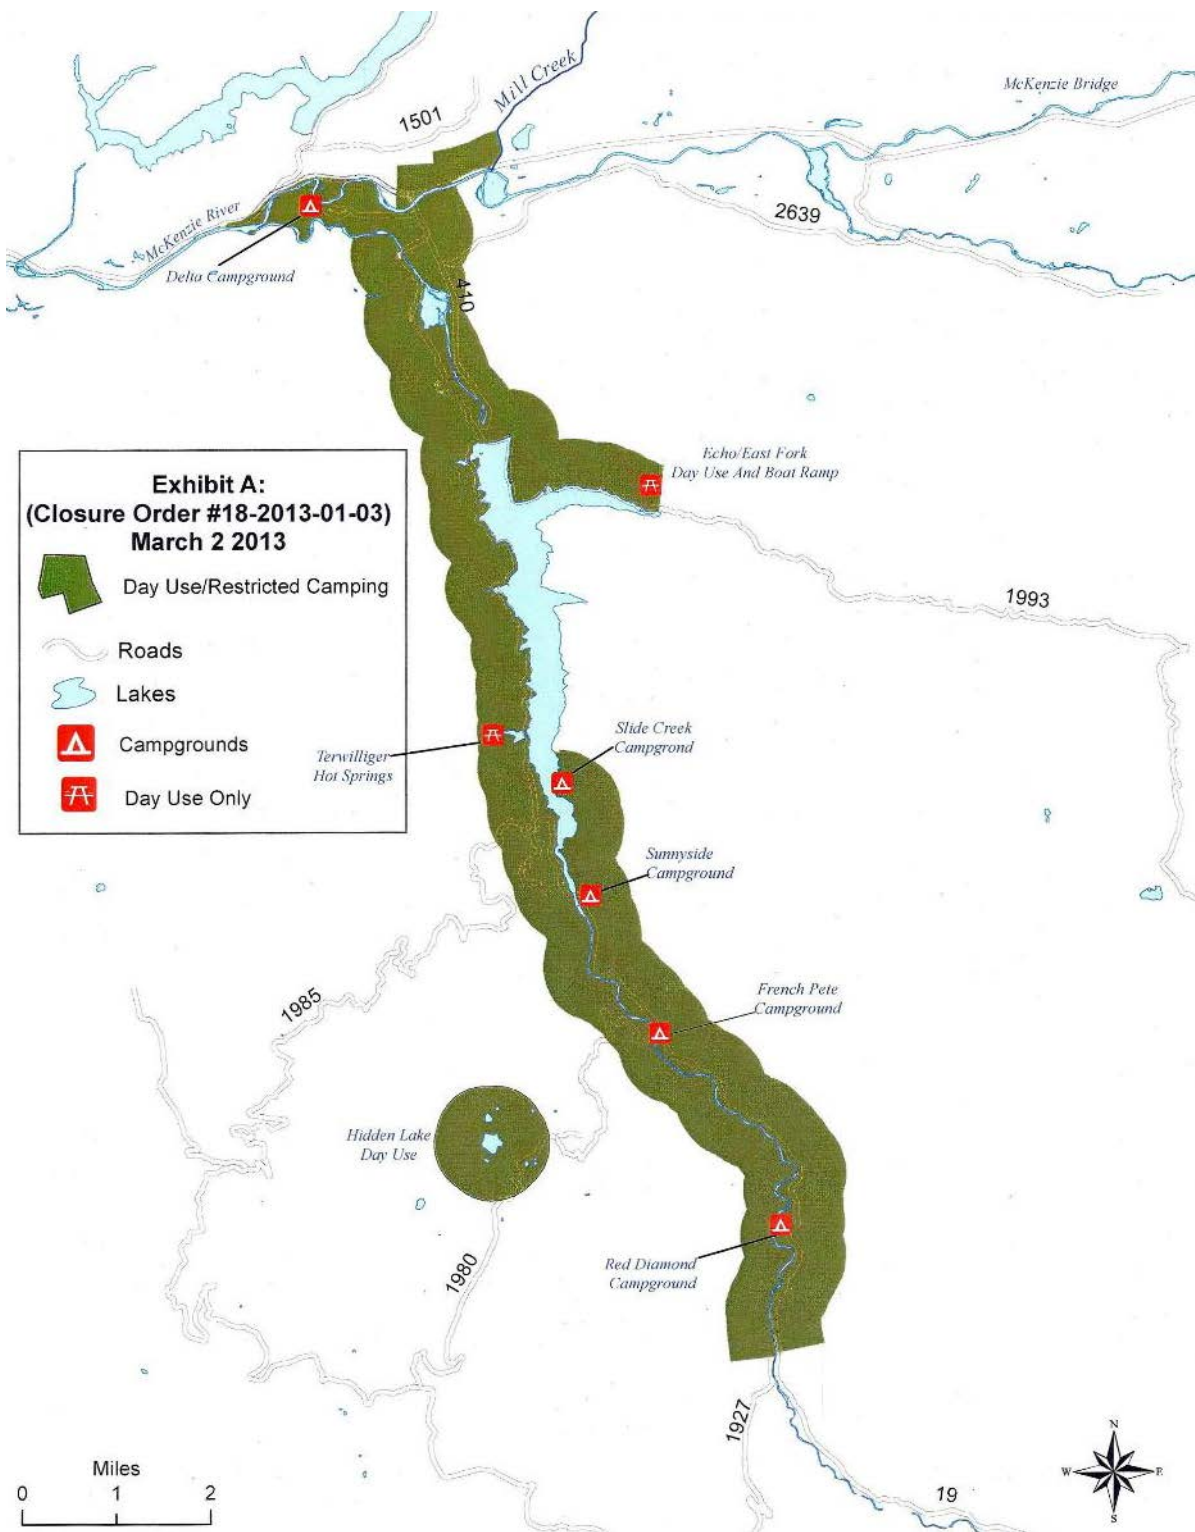 Mill Creek
McKenzie Bridge
1501
2639
McKenzie River
Delta Campground
410
Echo/East Fork
Day Use And Boat Ramp
Exhibit A:
(Closure Order #18-2013-01-03)
March 2 2013
Day Use/Restricted Camping
Roads
Lakes
Campgrounds
Day Use Only
1993
Slide Creek
Campgrond
Terwilliger
Hot Springs
Sunnyside
Campground
French Pete
Campground
1985
Hidden Lake
Day Use
Red Diamond
Campground
1980
1927
19
Miles
0 1 2
N
W E
S